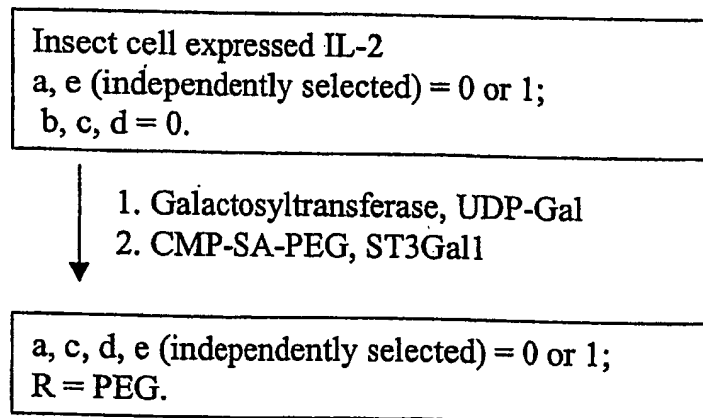 Insect cell expressed IL-2
a, e (independently selected) = 0 or 1;
b, c, d = 0.
1. Galactosyltransferase, UDP-Gal
2. CMP-SA-PEG, ST3Gal1
a, c, d, e (independently selected) = 0 or 1;
R = PEG.